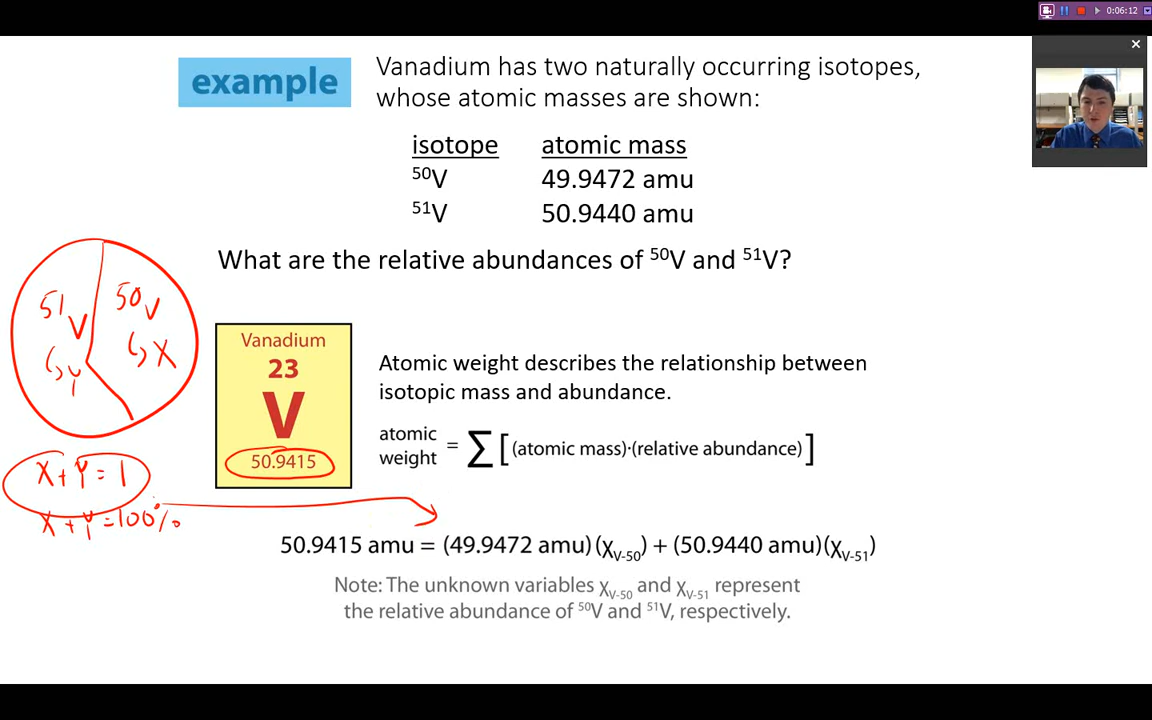 0:06:12
example
Vanadium has two naturally occurring isotopes,
whose atomic masses are shown:
isotope atomic mass
⁵⁰V 49.9472 amu
⁵¹V 50.9440 amu
What are the relative abundances of ⁵⁰V and ⁵¹V?
51 V
↳ Y
50 V
↳ X
Vanadium
23
V
50.9415
Atomic weight describes the relationship between
isotopic mass and abundance.
atomic weight = ∑ [(atomic mass)·(relative abundance)]
X + Y = 1
X + Y = 100%
50.9415 amu = (49.9472 amu)(χV-50) + (50.9440 amu)(χV-51)
Note: The unknown variables χV-50 and χV-51 represent
the relative abundance of ⁵⁰V and ⁵¹V, respectively.